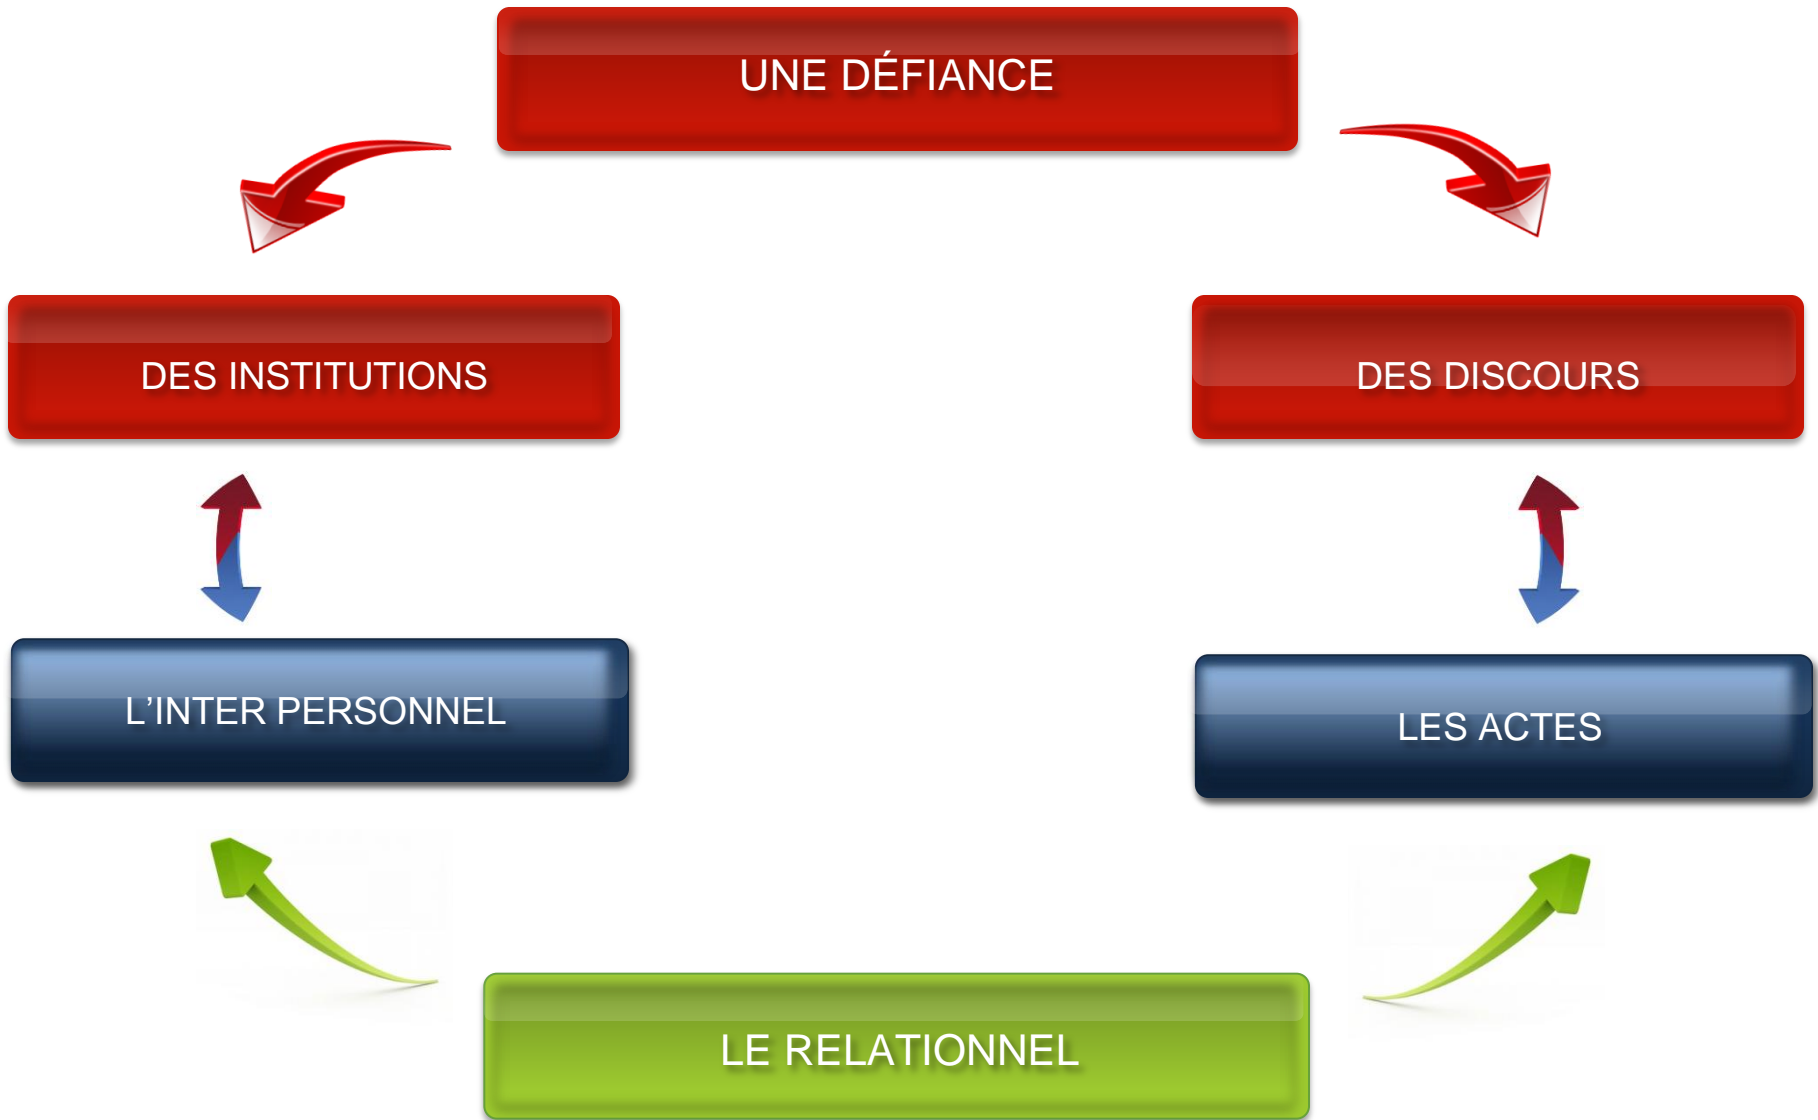 UNE DÉFIANCE
DES INSTITUTIONS
DES DISCOURS
L’INTER PERSONNEL
LES ACTES
LE RELATIONNEL